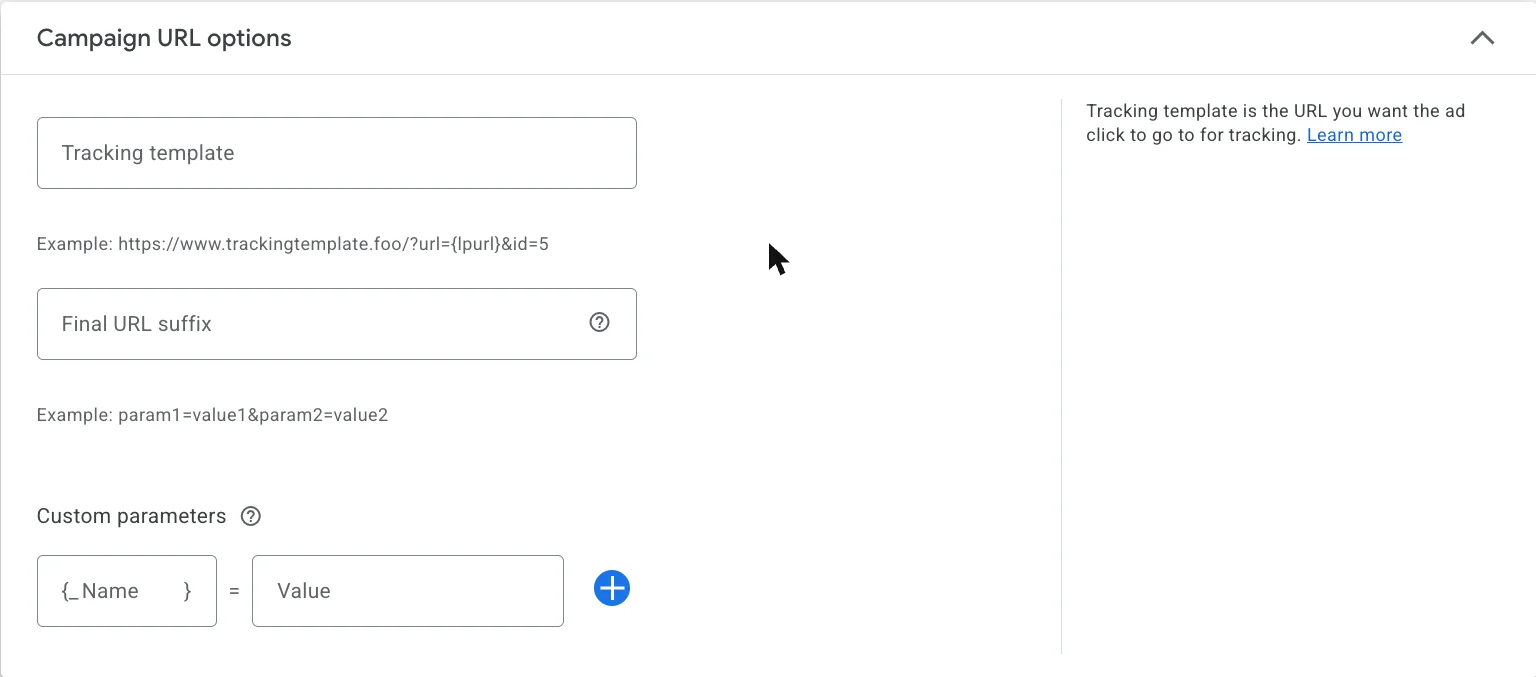 Campaign URL options
Tracking template
Example: https://www.trackingtemplate.foo/?url={lpurl}&id=5
Final URL suffix
Example: param1=value1&param2=value2
Custom parameters
{_Name } = Value
Tracking template is the URL you want the ad
click to go to for tracking. Learn more